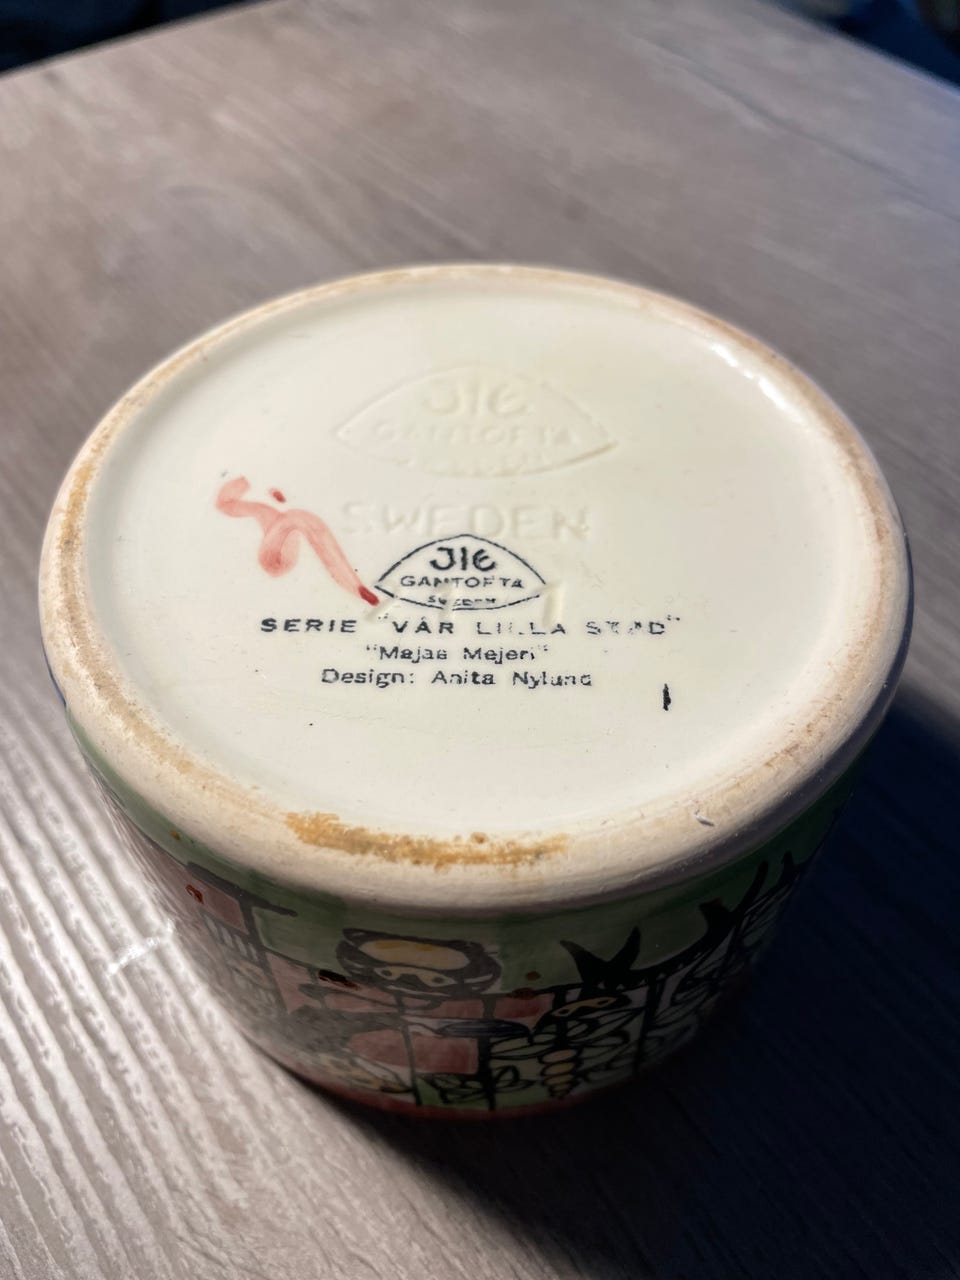 JIE
GANTOFTA
SWEDEN
JIE
GANTOFTA
SWEDEN
SERIE "VÅR LILLA STAD"
"Majas Mejeri"
Design: Anita Nylund